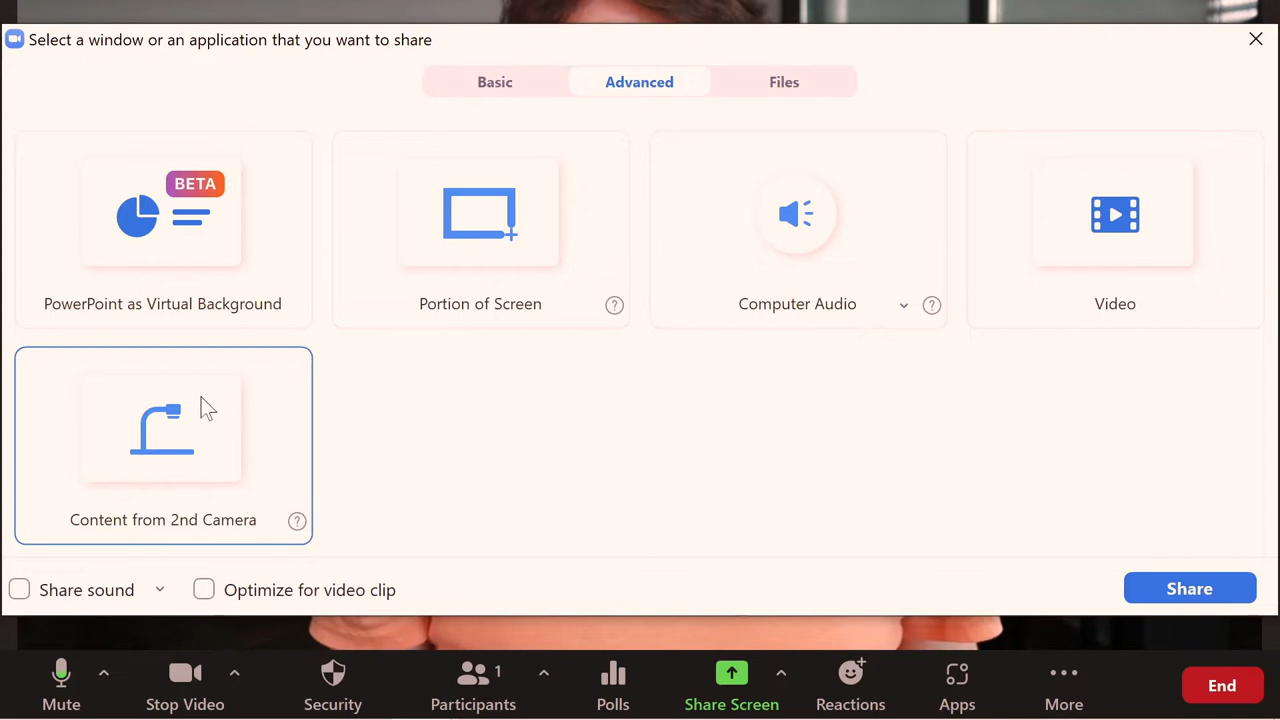 Select a window or an application that you want to share
Basic
Advanced
Files
BETA
PowerPoint as Virtual Background
Portion of Screen
?
Computer Audio
?
Video
Content from 2nd Camera
?
Share sound
Optimize for video clip
Share
Mute
Stop Video
Security
1
Participants
Polls
Share Screen
Reactions
Apps
More
End